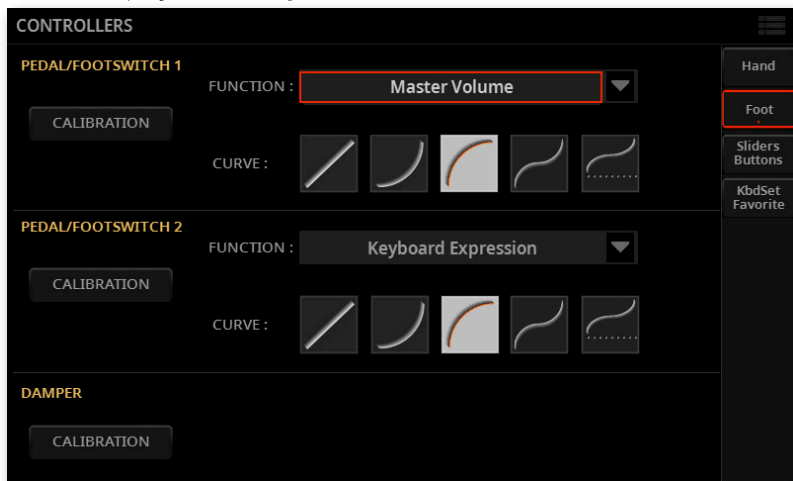 CONTROLLERS
PEDAL/FOOTSWITCH 1
FUNCTION :
Master Volume
Hand
CALIBRATION
Foot
CURVE :
Sliders
Buttons
KbdSet
Favorite
PEDAL/FOOTSWITCH 2
FUNCTION :
Keyboard Expression
CALIBRATION
CURVE :
DAMPER
CALIBRATION